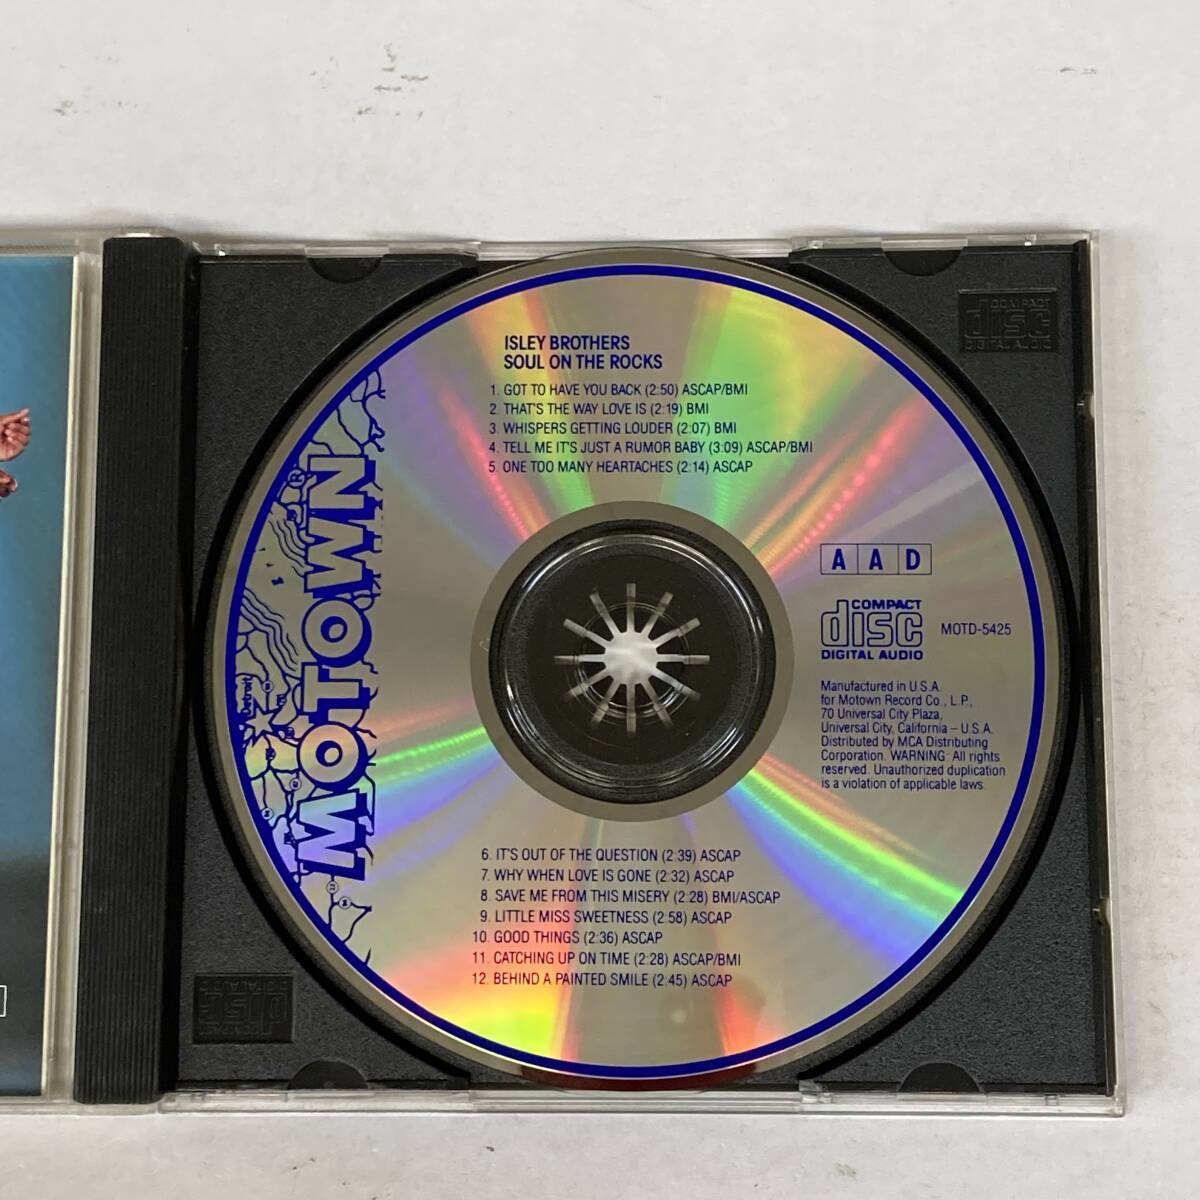 ISLEY BROTHERS
SOUL ON THE ROCKS
1. GOT TO HAVE YOU BACK (2:50) ASCAP/BMI
2. THAT'S THE WAY LOVE IS (2:19) BMI
3. WHISPERS GETTING LOUDER (2:07) BMI
4. TELL ME IT'S JUST A RUMOR BABY (3:09) ASCAP/BMI
5. ONE TOO MANY HEARTACHES (2:14) ASCAP
MOTOWN
®
Detroit
A A D
COMPACT
disc
DIGITAL AUDIO
MOTD-5425
Manufactured in U.S.A.
for Motown Record Co., L.P.,
70 Universal City Plaza,
Universal City, California – U.S.A.
Distributed by MCA Distributing
Corporation. WARNING: All rights
reserved. Unauthorized duplication
is a violation of applicable laws.
6. IT'S OUT OF THE QUESTION (2:39) ASCAP
7. WHY WHEN LOVE IS GONE (2:32) ASCAP
8. SAVE ME FROM THIS MISERY (2:28) BMI/ASCAP
9. LITTLE MISS SWEETNESS (2:58) ASCAP
10. GOOD THINGS (2:36) ASCAP
11. CATCHING UP ON TIME (2:28) ASCAP/BMI
12. BEHIND A PAINTED SMILE (2:45) ASCAP
COMPACT
disc
DIGITAL AUDIO
COMPACT
disc
DIGITAL AUDIO